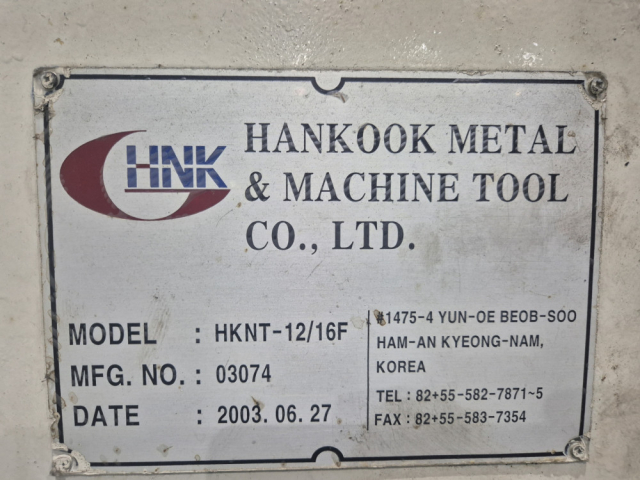 HNK
HANKOOK METAL
& MACHINE TOOL
CO., LTD.
MODEL : HKNT-12/16F
MFG. NO. : 03074
DATE : 2003.06.27
#1475-4 YUN-OE BEOB-SOO
HAM-AN KYEONG-NAM,
KOREA
TEL : 82+55-582-7871~5
FAX : 82+55-583-7354